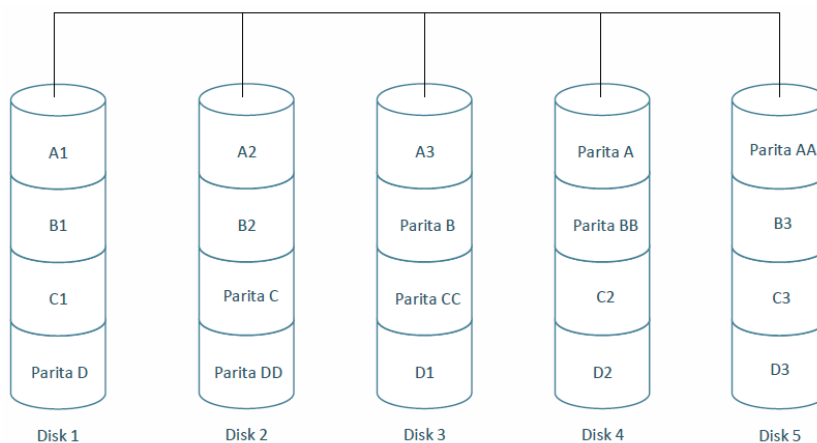 A1 A2 A3 Parita A Parita AA
B1 B2 Parita B Parita BB B3
C1 Parita C Parita CC C2 C3
Parita D Parita DD D1 D2 D3
Disk 1 Disk 2 Disk 3 Disk 4 Disk 5